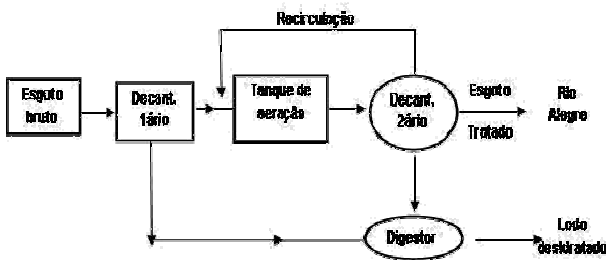 Recirculação
Esgoto
bruto
Decant.
1ário
Tanque de
aeração
Decant.
2ário
Esgoto
Tratado
Rio
Alegre
Digestor
Lodo
desidratado